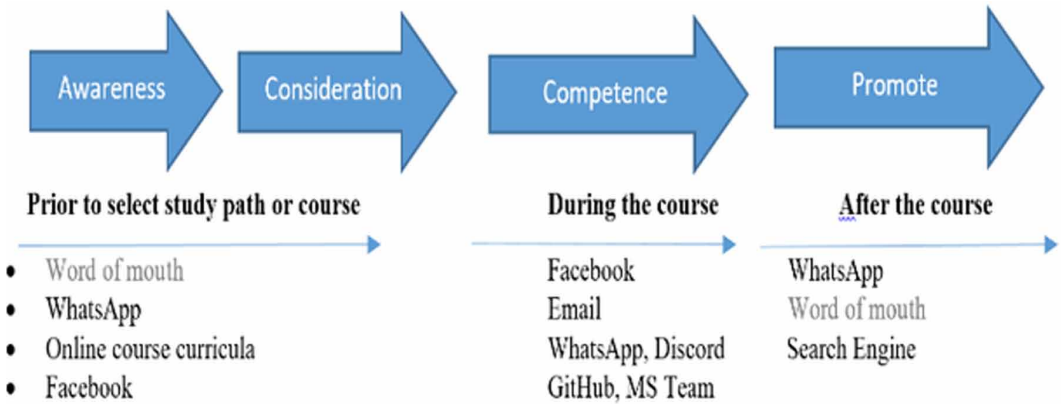 Awareness
Consideration
Competence
Promote
Prior to select study path or course
During the course
After the course
• Word of mouth
• WhatsApp
• Online course curricula
• Facebook
Facebook
Email
WhatsApp, Discord
GitHub, MS Team
WhatsApp
Word of mouth
Search Engine